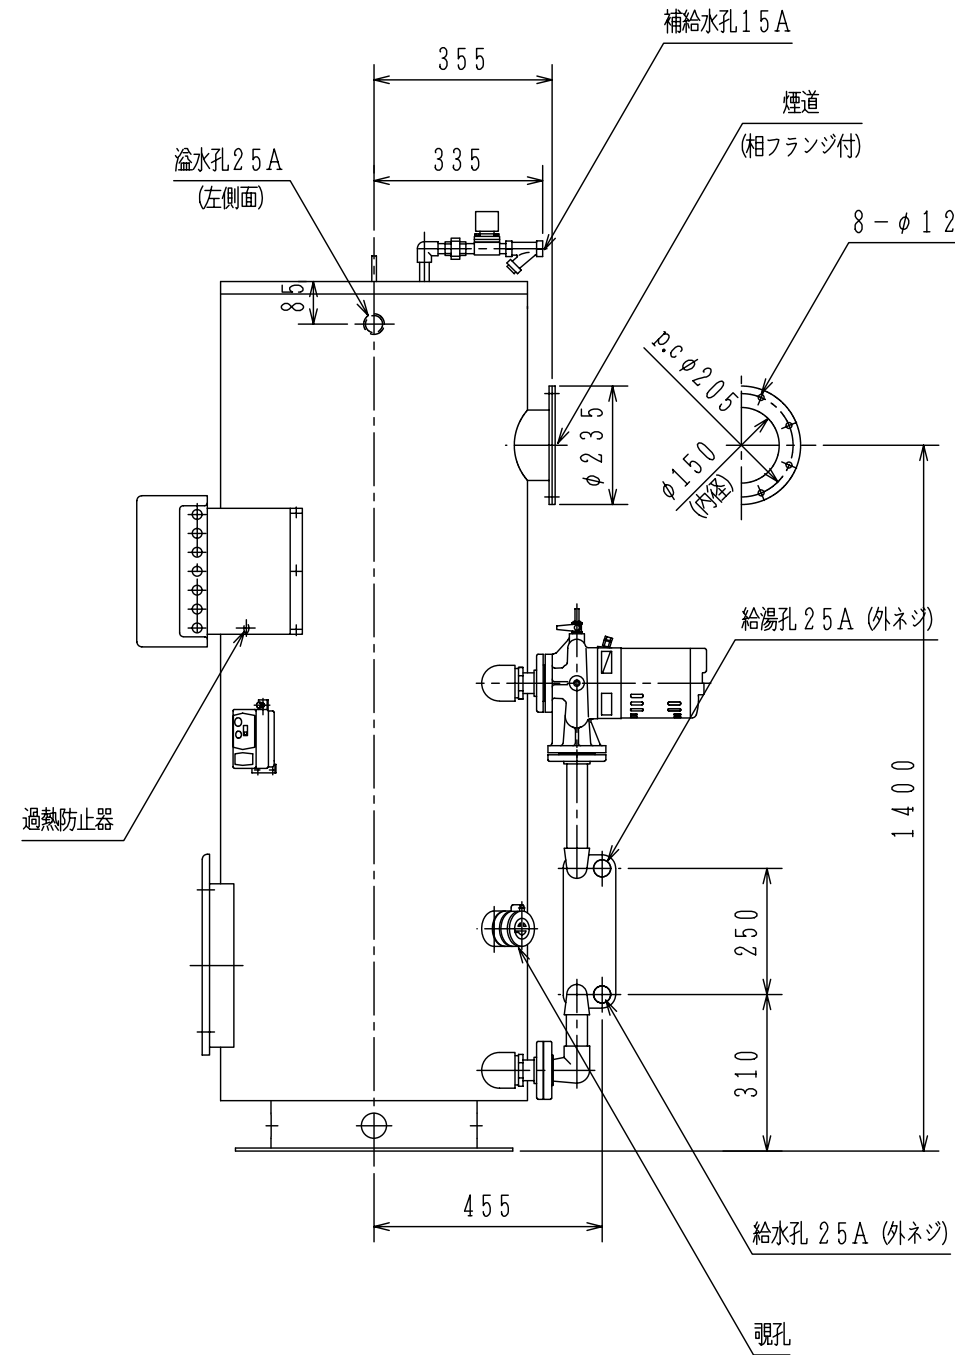 補給水孔15A
355
煙道
(相フランジ付)
溢水孔25A
(左側面)
335
8-φ12
85
p.cφ205
φ235
φ150
(内径)
給湯孔 25A (外ネジ)
1400
過熱防止器
250
310
455
給水孔 25A (外ネジ)
覗孔